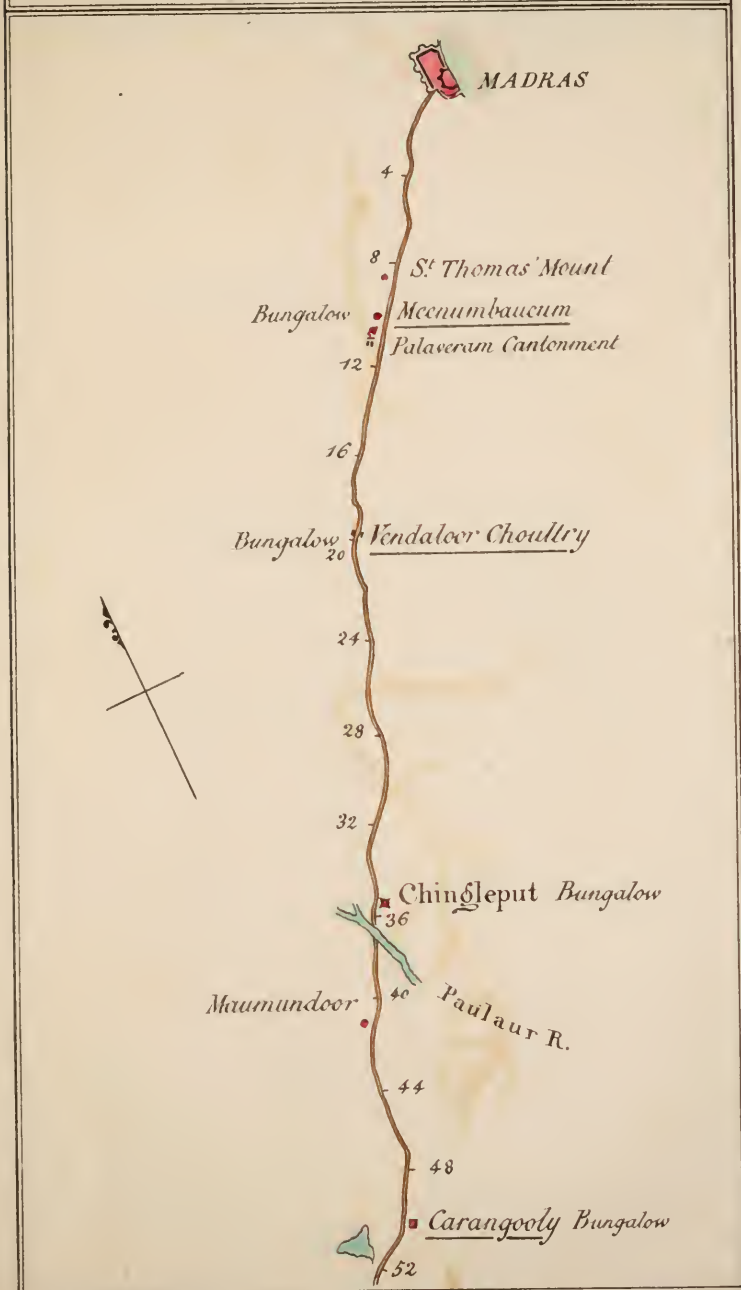 MADRAS
4
8
St Thomas' Mount
Bungalow Meenumbaucum
Palaveram Cantonment
12
16
Bungalow Vendaloor Choultry
20
24
28
32
Chingleput Bungalow
36
Maumundoor
40
Paulaur R.
44
48
Carangooly Bungalow
52